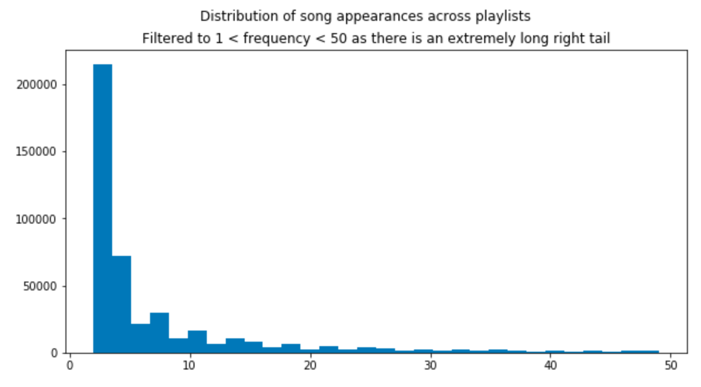 Distribution of song appearances across playlists
Filtered to 1 < frequency < 50 as there is an extremely long right tail
200000
150000
100000
50000
0
0 10 20 30 40 50